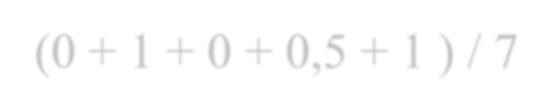 (0 + 1 + 0 + 0,5 + 1 ) / 7